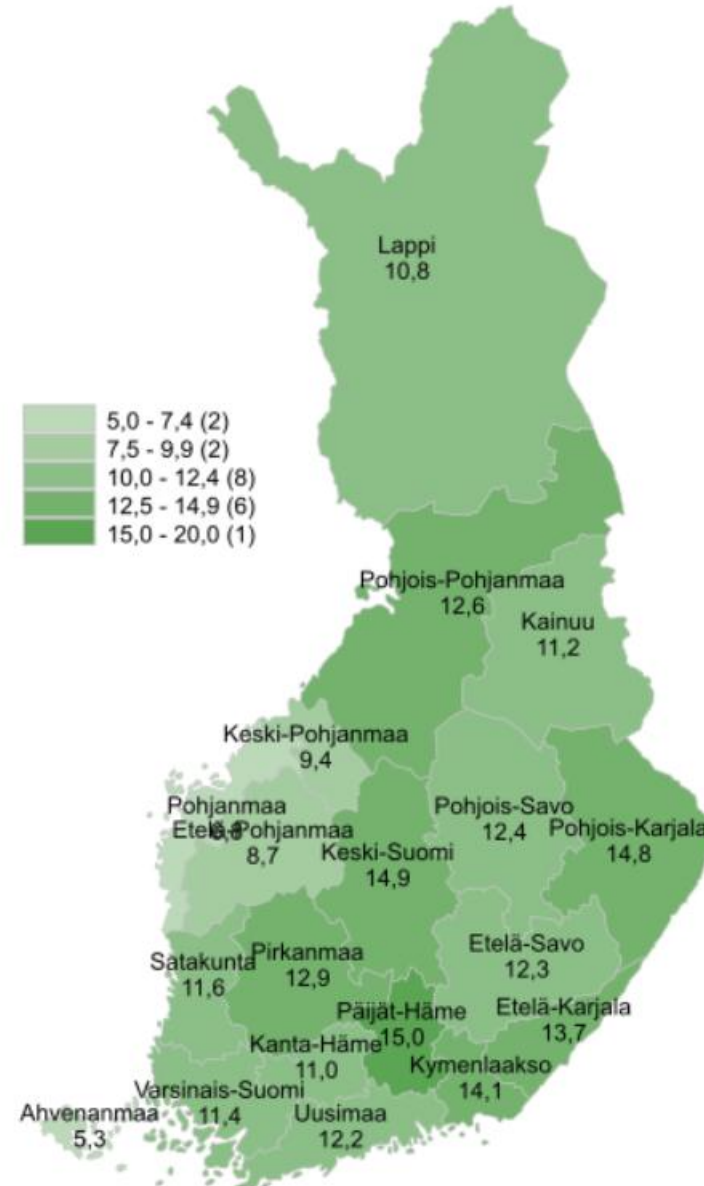 Lappi
10,8
5,0 - 7,4 (2)
7,5 - 9,9 (2)
10,0 - 12,4 (8)
12,5 - 14,9 (6)
15,0 - 20,0 (1)
Pohjois-Pohjanmaa
12,6
Kainuu
11,2
Keski-Pohjanmaa
9,4
Pohjanmaa
Etelä-Pohjanmaa
8,7
Keski-Suomi
14,9
Pohjois-Savo
12,4
Pohjois-Karjala
14,8
Satakunta
11,6
Pirkanmaa
12,9
Etelä-Savo
12,3
Päijät-Häme
15,0
Etelä-Karjala
13,7
Kanta-Häme
11,0
Kymenlaakso
14,1
Varsinais-Suomi
11,4
Ahvenanmaa
5,3
Uusimaa
12,2